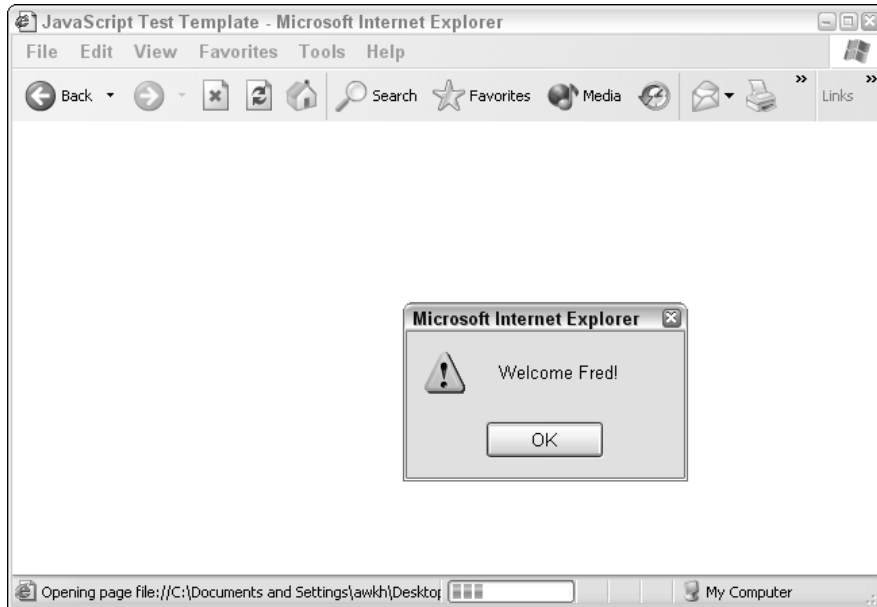 JavaScript Test Template - Microsoft Internet Explorer
File Edit View Favorites Tools Help
Back Search Favorites Media » Links »
Microsoft Internet Explorer
Welcome Fred!
OK
Opening page file://C:\Documents and Settings\awkh\Desktop My Computer